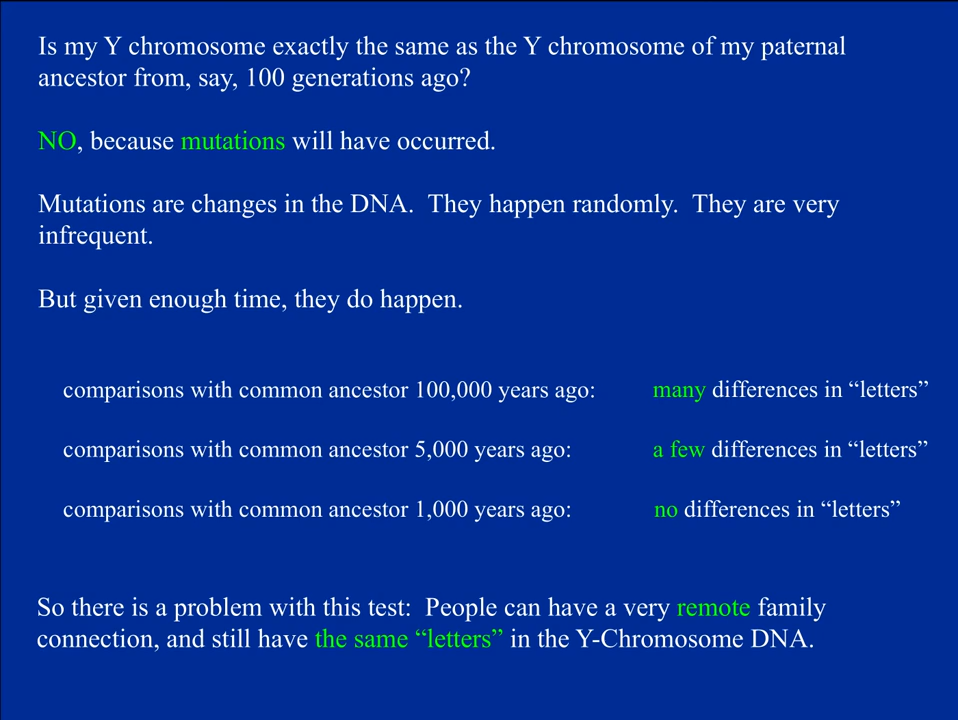 Is my Y chromosome exactly the same as the Y chromosome of my paternal
ancestor from, say, 100 generations ago?
NO, because mutations will have occurred.
Mutations are changes in the DNA.  They happen randomly.  They are very
infrequent.
But given enough time, they do happen.
comparisons with common ancestor 100,000 years ago: many differences in “letters”
comparisons with common ancestor 5,000 years ago: a few differences in “letters”
comparisons with common ancestor 1,000 years ago: no differences in “letters”
So there is a problem with this test:  People can have a very remote family
connection, and still have the same “letters” in the Y-Chromosome DNA.